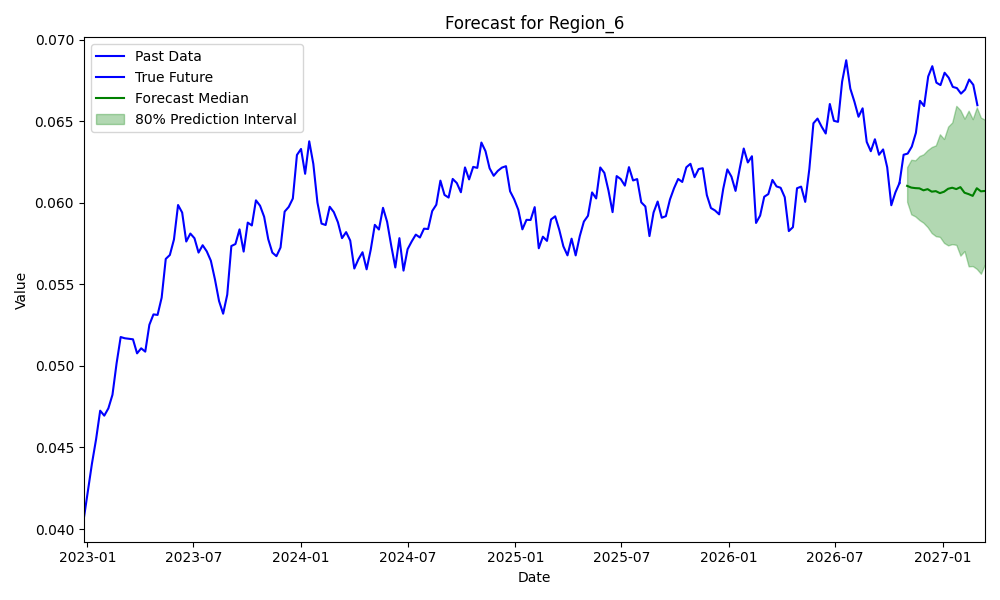 Forecast for Region_6
Past Data
True Future
Forecast Median
80% Prediction Interval
0.070
0.065
0.060
0.055
0.050
0.045
0.040
Value
2023-01
2023-07
2024-01
2024-07
2025-01
2025-07
2026-01
2026-07
2027-01
Date